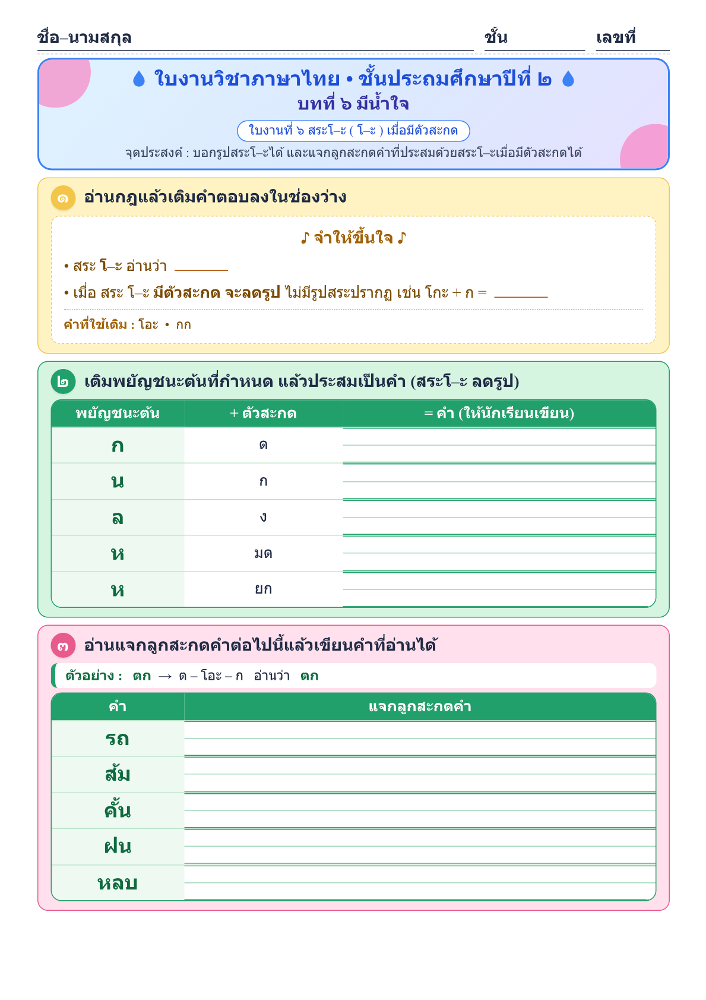 ชื่อ–นามสกุล ชั้น เลขที่
ใบงานวิชาภาษาไทย • ชั้นประถมศึกษาปีที่ ๒
บทที่ ๖ มีน้ำใจ
ใบงานที่ ๖ สระโ–ะ ( โ–ะ ) เมื่อมีตัวสะกด
จุดประสงค์ : บอกรูปสระโ–ะได้ และแจกลูกสะกดคำที่ประสมด้วยสระโ–ะเมื่อมีตัวสะกดได้
๑ อ่านกฎแล้วเติมคำตอบลงในช่องว่าง
♪ จำให้ขึ้นใจ ♪
• สระ โ–ะ อ่านว่า
• เมื่อ สระ โ–ะ มีตัวสะกด จะลดรูป ไม่มีรูปสระปรากฏ เช่น โกะ + ก =
คำที่ใช้เติม : โอะ • กก
๒ เติมพยัญชนะต้นที่กำหนด แล้วประสมเป็นคำ (สระโ–ะ ลดรูป)
พยัญชนะต้น + ตัวสะกด = คำ (ให้นักเรียนเขียน)
ก ด
น ก
ล ง
ห มด
ห ยก
๓ อ่านแจกลูกสะกดคำต่อไปนี้แล้วเขียนคำที่อ่านได้
ตัวอย่าง : ตก → ต – โอะ – ก อ่านว่า ตก
คำ แจกลูกสะกดคำ
รถ
ส้ม
คั้น
ฝน
หลบ